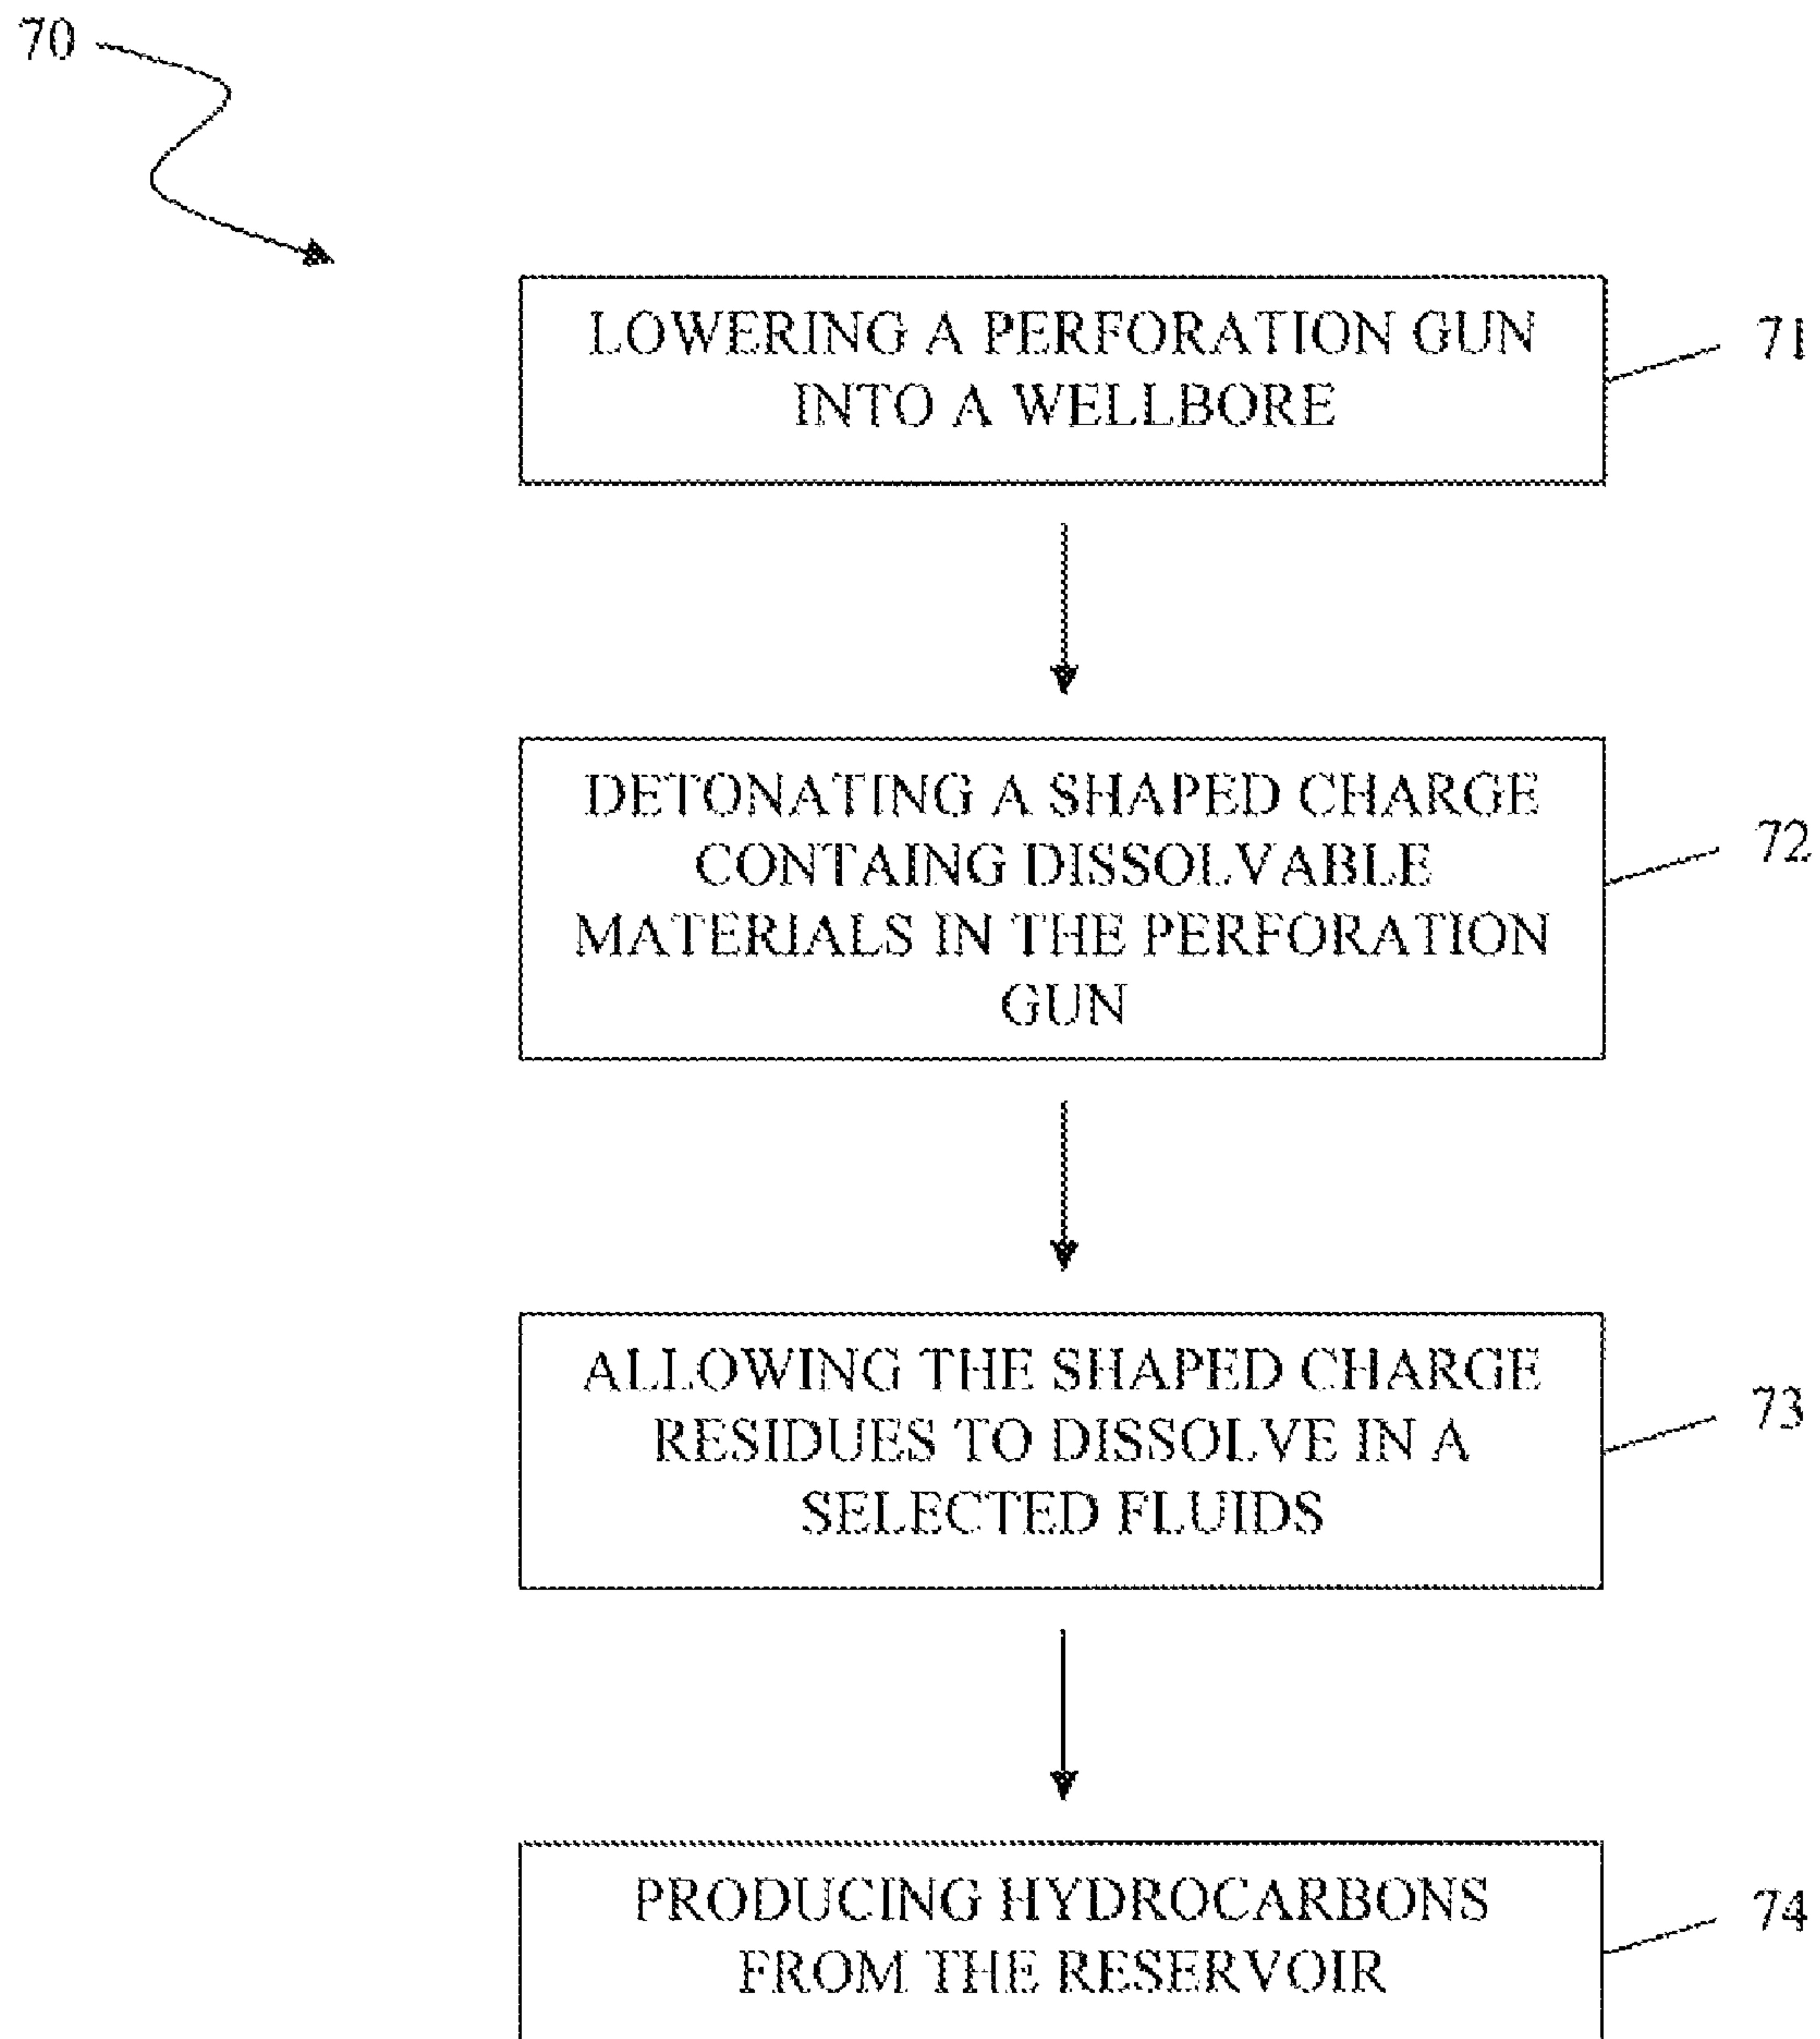 70
LOWERING A PERFORATION GUN
INTO A WELLBORE
71
DETONATING A SHAPED CHARGE
CONTAING DISSOLVABLE
MATERIALS IN THE PERFORATION
GUN
72
ALLOWING THE SHAPED CHARGE
RESIDUES TO DISSOLVE IN A
SELECTED FLUIDS
73
PRODUCING HYDROCARBONS
FROM THE RESERVOIR
74